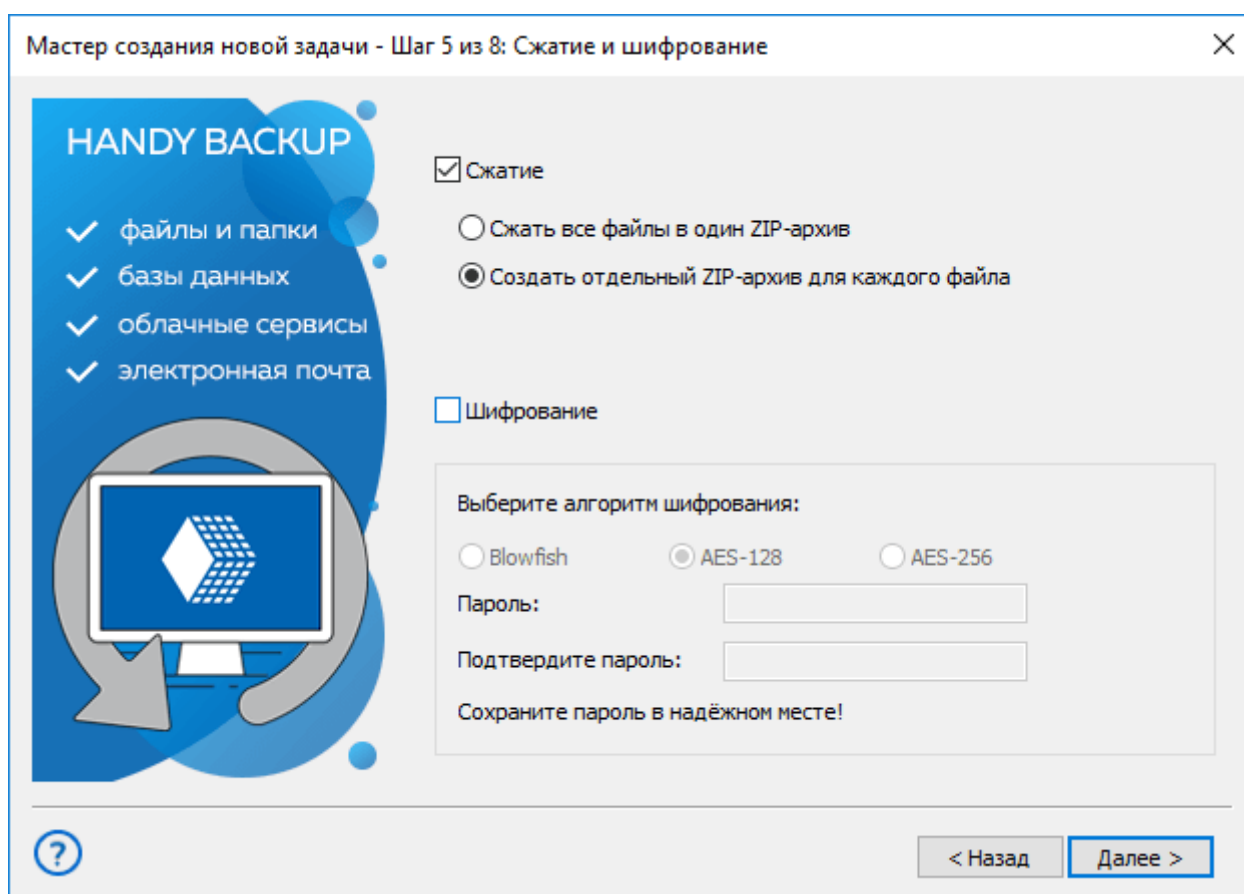 Мастер создания новой задачи - Шаг 5 из 8: Сжатие и шифрование
HANDY BACKUP
файлы и папки
базы данных
облачные сервисы
электронная почта
Сжатие
Сжать все файлы в один ZIP-архив
Создать отдельный ZIP-архив для каждого файла
Шифрование
Выберите алгоритм шифрования:
Blowfish AES-128 AES-256
Пароль:
Подтвердите пароль:
Сохраните пароль в надёжном месте!
?
< Назад Далее >